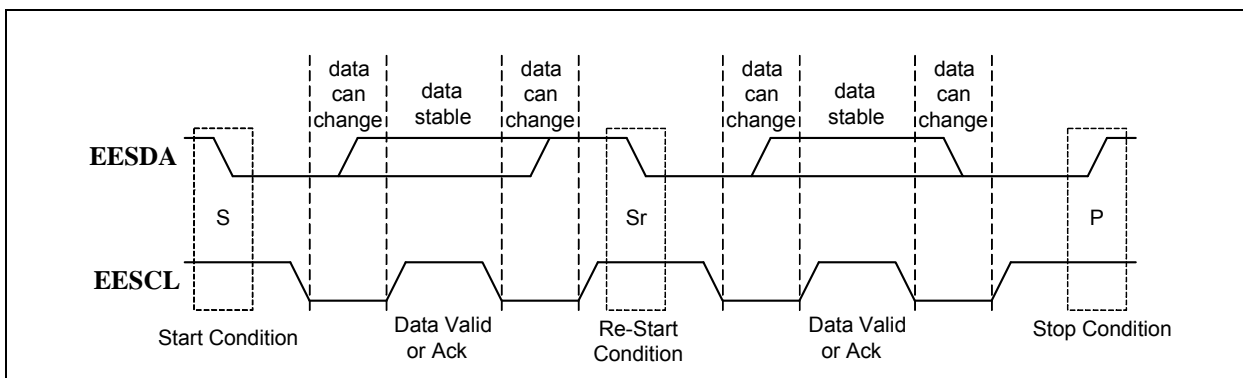 data
can
change
data
stable
data
can
change
data
can
change
data
stable
data
can
change
EESDA
S
Sr
P
EESCL
Start Condition
Data Valid
or Ack
Re-Start
Condition
Data Valid
or Ack
Stop Condition